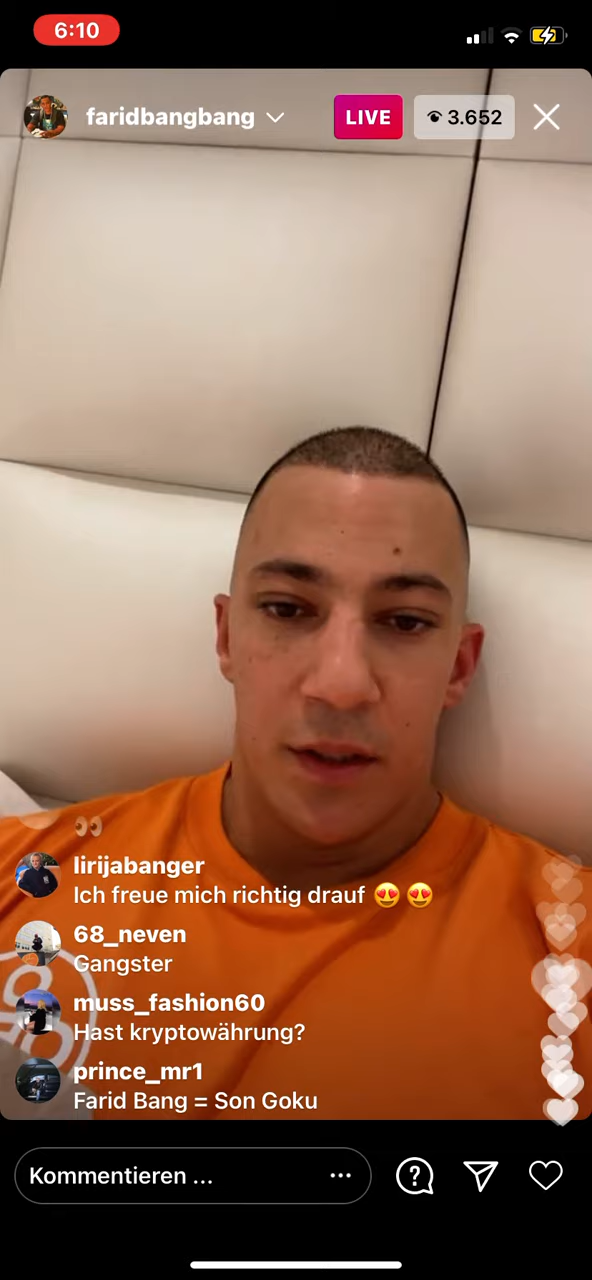 6:10
faridbangbang
LIVE
3.652
lirijabanger
Ich freue mich richtig drauf 😍 😍
68_neven
Gangster
muss_fashion60
Hast kryptowährung?
prince_mr1
Farid Bang = Son Goku
Kommentieren ...